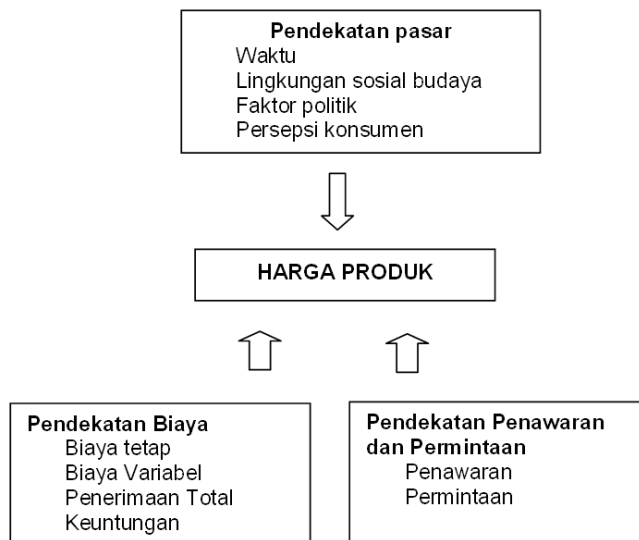 Pendekatan pasar
Waktu
Lingkungan sosial budaya
Faktor politik
Persepsi konsumen
HARGA PRODUK
Pendekatan Biaya
Biaya tetap
Biaya Variabel
Penerimaan Total
Keuntungan
Pendekatan Penawaran
dan Permintaan
Penawaran
Permintaan